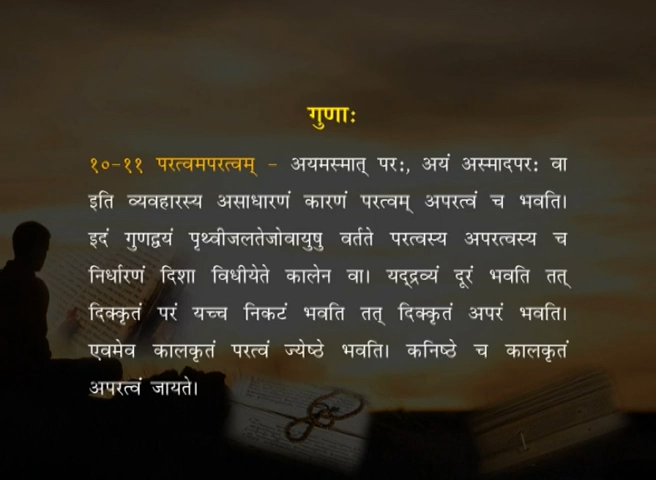 गुणाः
१०-११ परत्वमपरत्वम् - अयमस्मात् पर:, अयं अस्मादपर: वा
इति व्यवहारस्य असाधारणं कारणं परत्वम् अपरत्वं च भवति।
इदं गुणद्वयं पृथ्वीजलतेजोवायुषु वर्तते परत्वस्य अपरत्वस्य च
निर्धारणं दिशा विधीयेते कालेन वा। यद्द्रव्यं दूरं भवति तत्
दिक्कृतं परं यच्च निकटं भवति तत् दिक्कृतं अपरं भवति।
एवमेव कालकृतं परत्वं ज्येष्ठे भवति। कनिष्ठे च कालकृतं
अपरत्वं जायते।